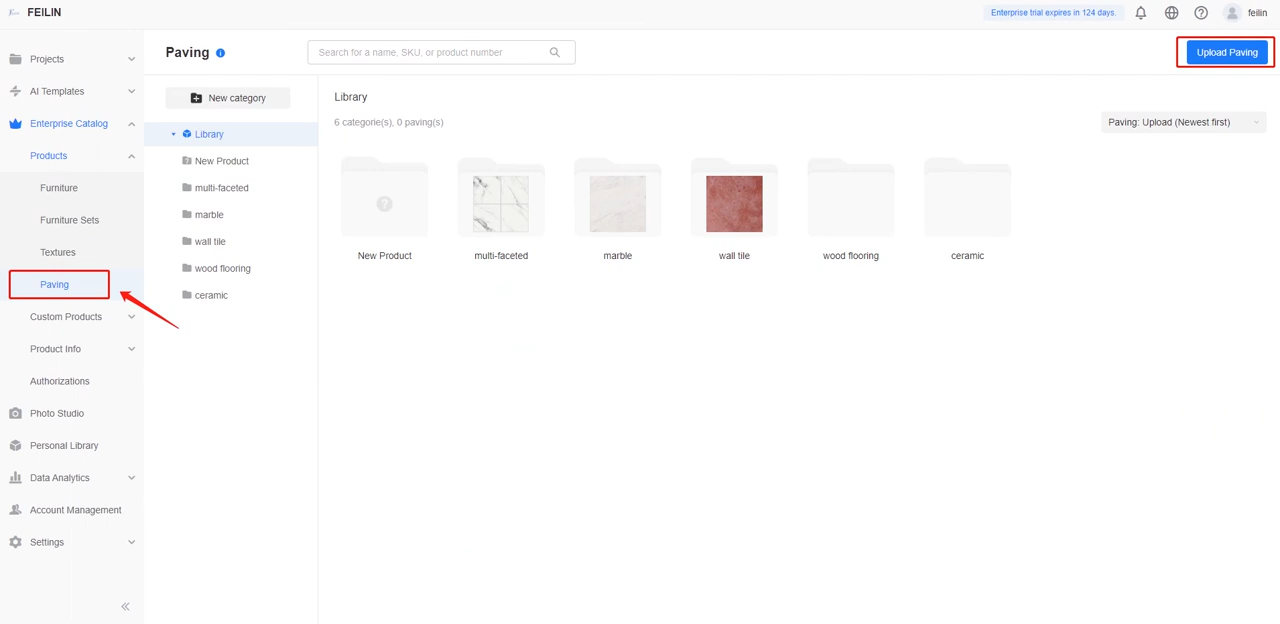 FEILIN
Enterprise trial expires in 124 days.
feilin
Projects
AI Templates
Enterprise Catalog
Products
Furniture
Furniture Sets
Textures
Paving
Custom Products
Product Info
Authorizations
Photo Studio
Personal Library
Data Analytics
Account Management
Settings
Paving
Search for a name, SKU, or product number
Upload Paving
New category
Library
New Product
multi-faceted
marble
wall tile
wood flooring
ceramic
Library
6 categorie(s), 0 paving(s)
Paving: Upload (Newest first)
New Product
multi-faceted
marble
wall tile
wood flooring
ceramic